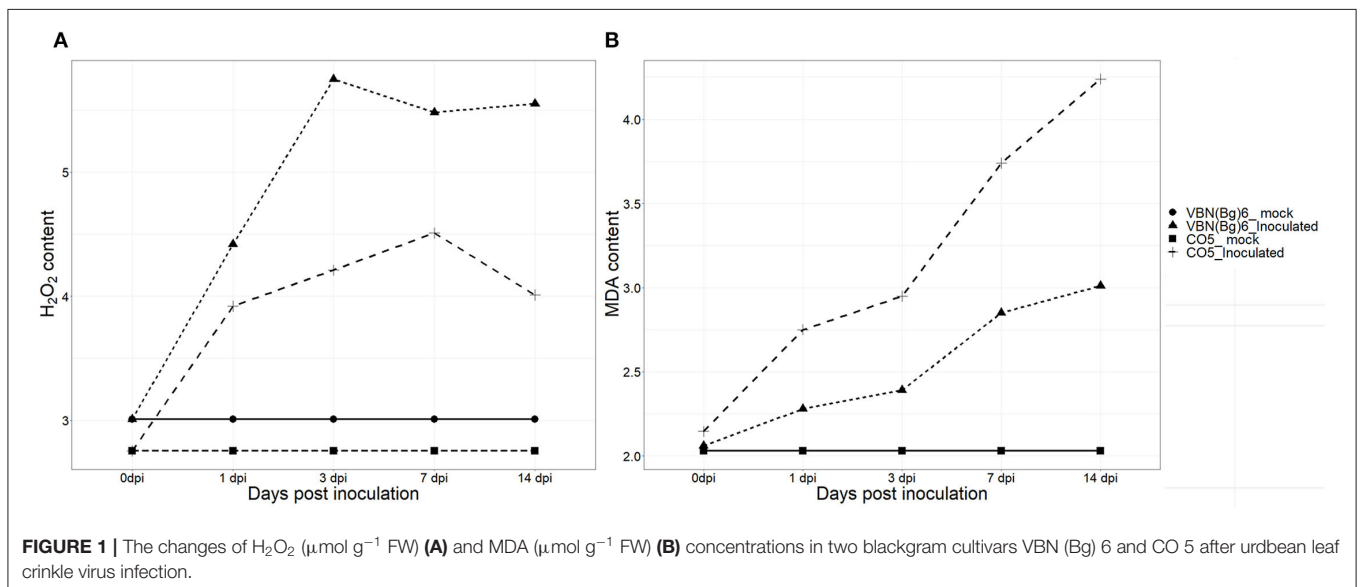 A
H₂O₂ content
5
4
3
0dpi 1 dpi 3 dpi 7 dpi 14 dpi
Days post inoculation
B
MDA content
4.0
3.5
3.0
2.5
2.0
0dpi 1 dpi 3 dpi 7 dpi 14 dpi
Days post inoculation
VBN(Bg)6_ mock
VBN(Bg)6_Inoculated
CO5_ mock
CO5_Inoculated
FIGURE 1 | The changes of H₂O₂ (μmol g⁻¹ FW) (A) and MDA (μmol g⁻¹ FW) (B) concentrations in two blackgram cultivars VBN (Bg) 6 and CO 5 after urdbean leaf
crinkle virus infection.